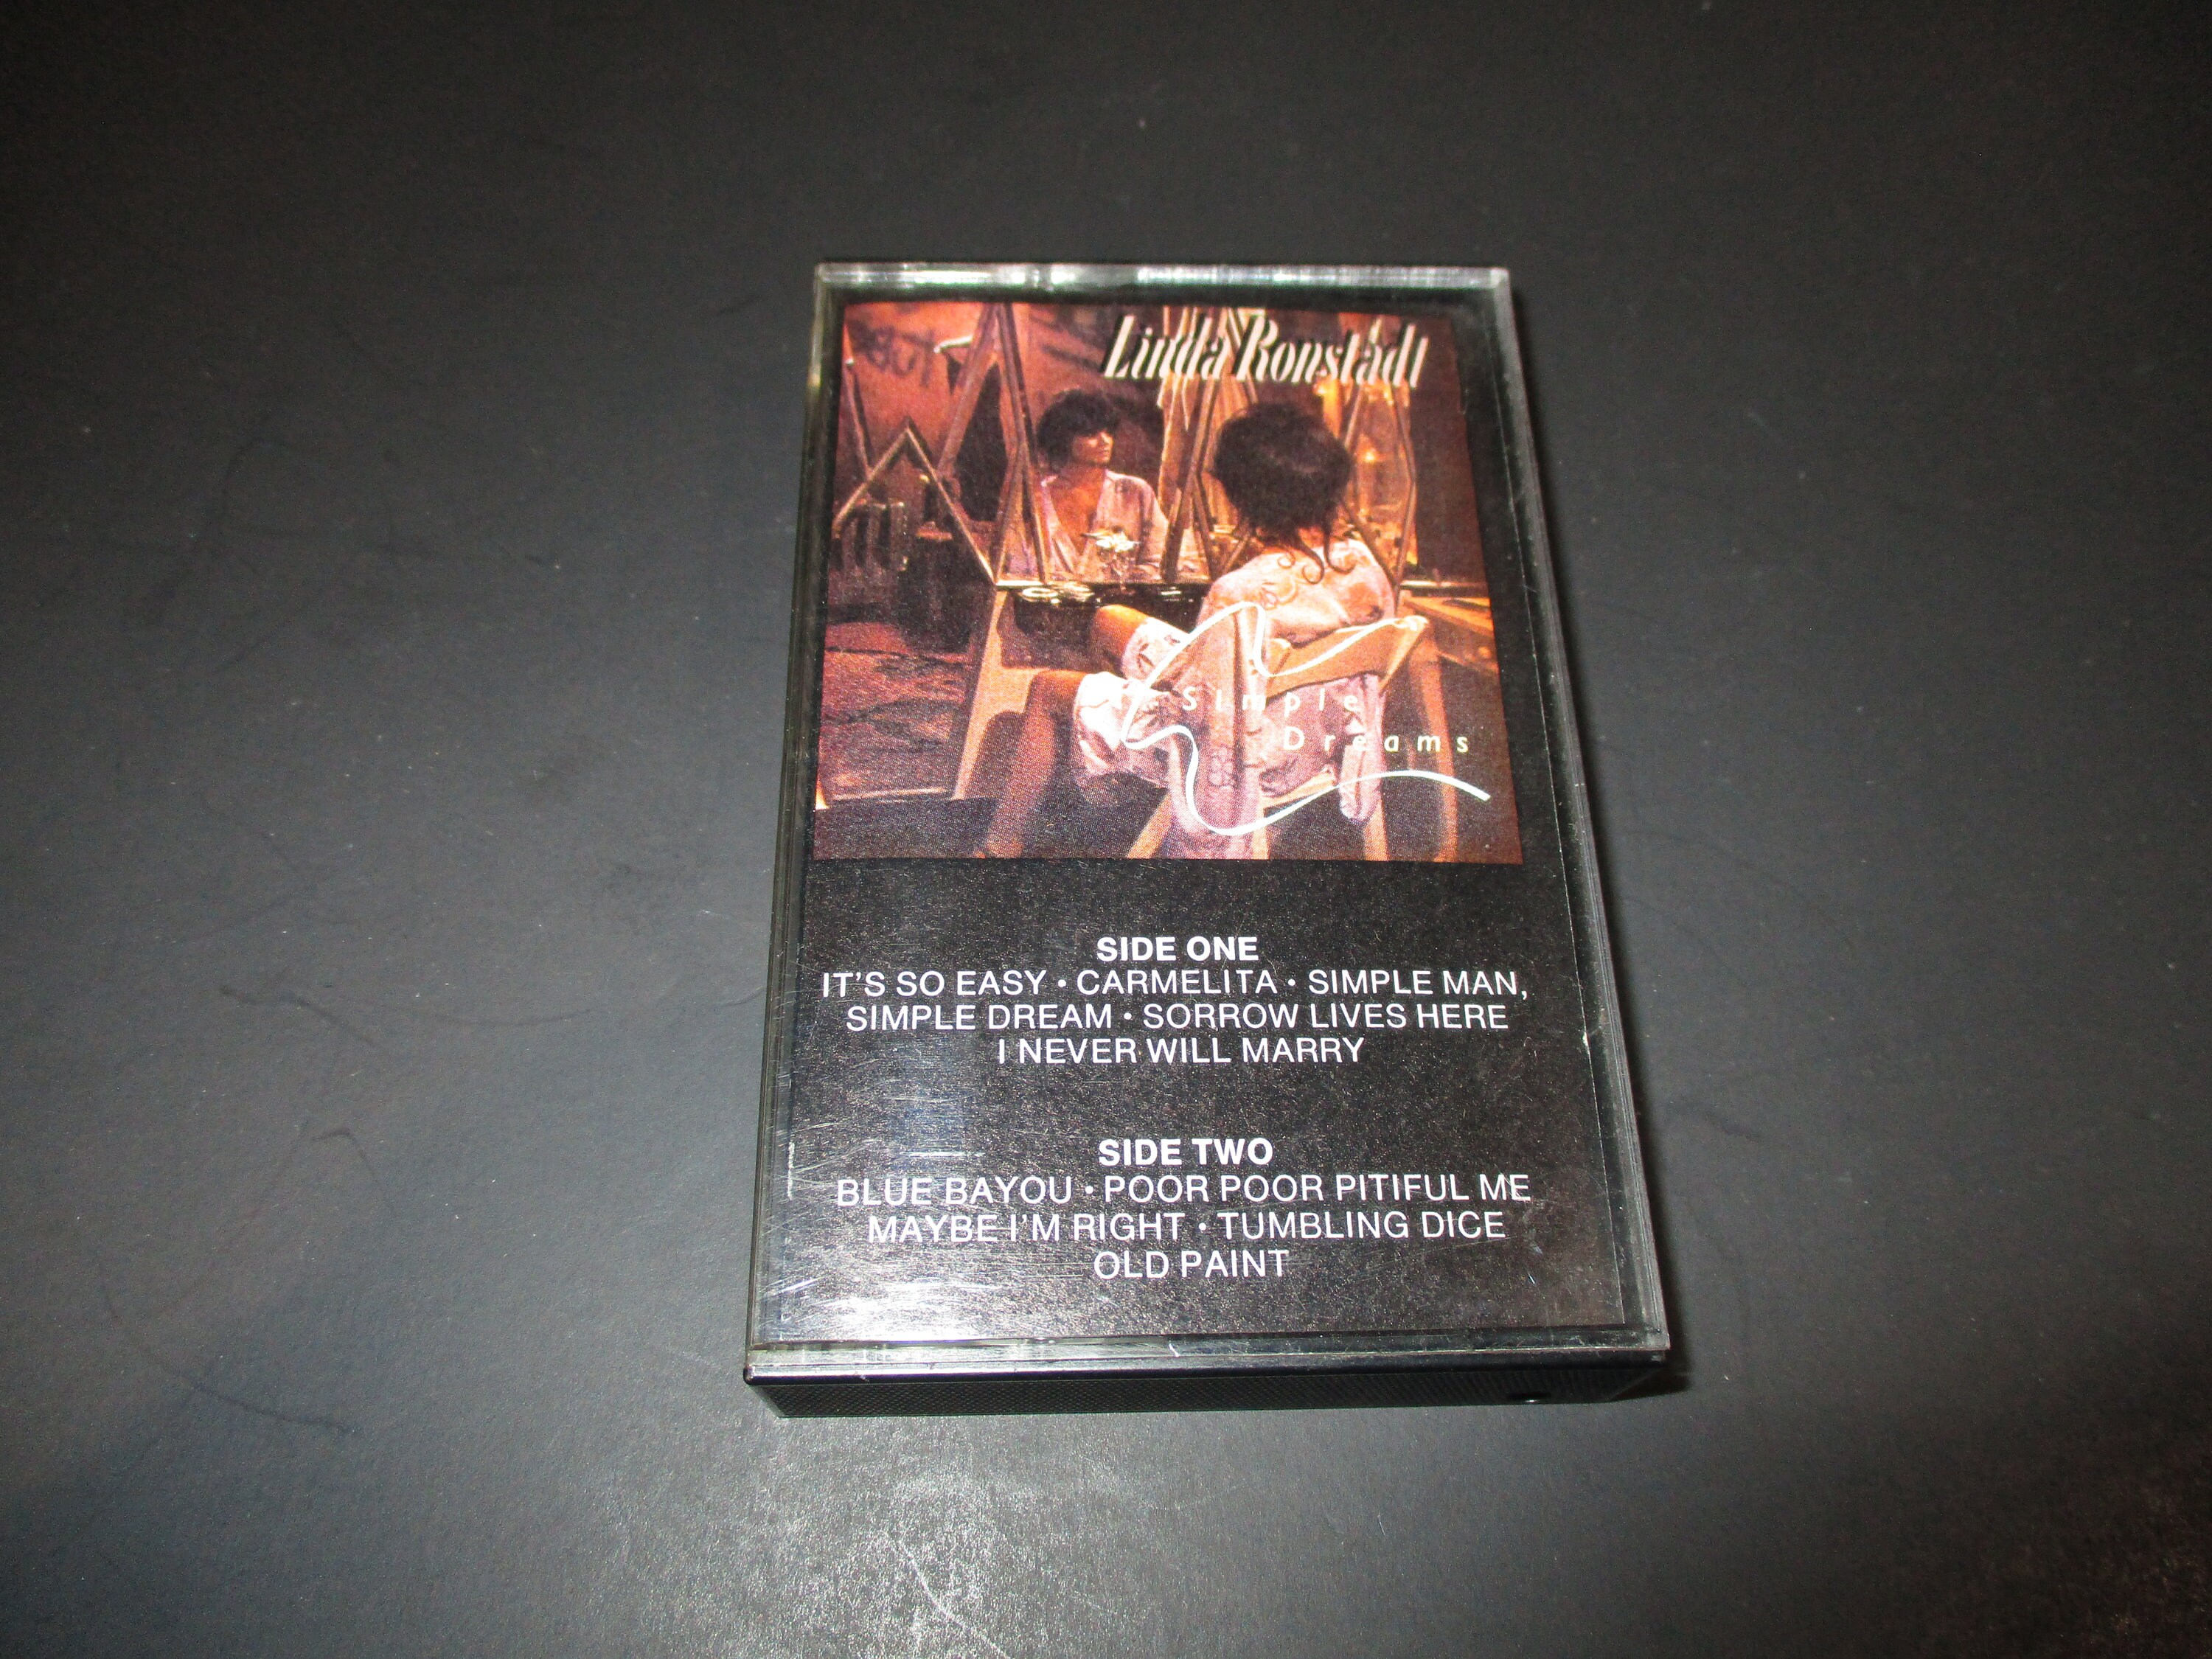 Linda Ronstadt
Simple
Dreams
SIDE ONE
IT'S SO EASY • CARMELITA • SIMPLE MAN,
SIMPLE DREAM • SORROW LIVES HERE
I NEVER WILL MARRY
SIDE TWO
BLUE BAYOU • POOR POOR PITIFUL ME
MAYBE I'M RIGHT • TUMBLING DICE
OLD PAINT